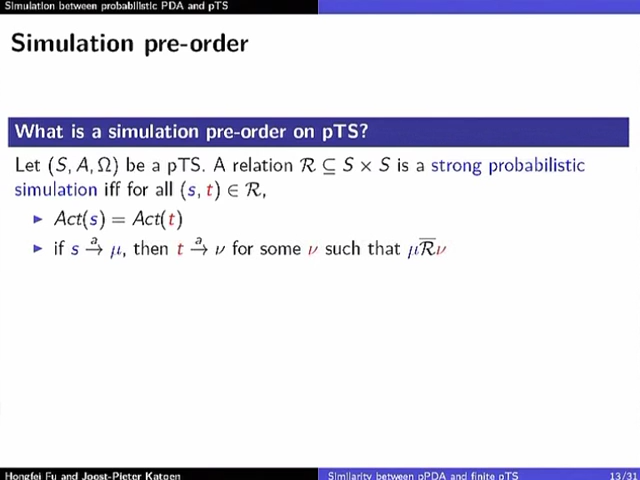 Simulation between probabilistic PDA and pTS
Simulation pre-order
What is a simulation pre-order on pTS?
Let (S, A, Ω) be a pTS. A relation ℛ ⊆ S × S is a strong probabilistic
simulation iff for all (s, t) ∈ ℛ,
▶ Act(s) = Act(t)
▶ if s →ᵃ μ, then t →ᵃ ν for some ν such that μℛ̅ν
Hongfei Fu and Joost-Pieter Katoen
Similarity between pPDA and finite pTS
13/31